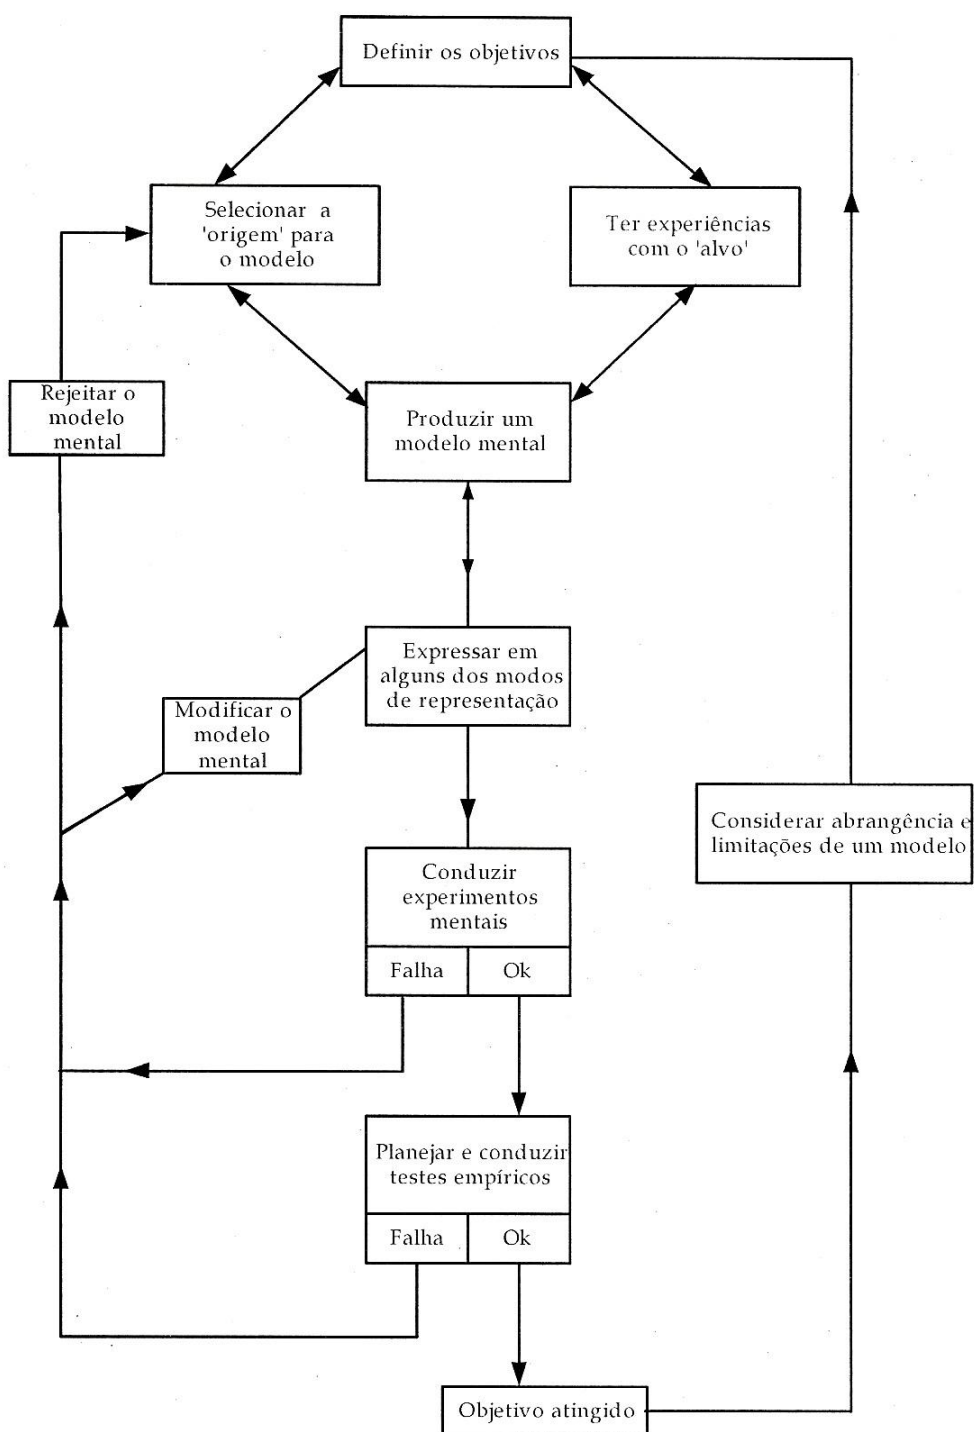 Definir os objetivos
Selecionar a
'origem' para
o modelo
Ter experiências
com o 'alvo'
Rejeitar o
modelo
mental
Produzir um
modelo mental
Expressar em
alguns dos modos
de representação
Modificar o
modelo
mental
Considerar abrangência e
limitações de um modelo
Conduzir
experimentos
mentais
Falha
Ok
Planejar e conduzir
testes empíricos
Falha
Ok
Objetivo atingido